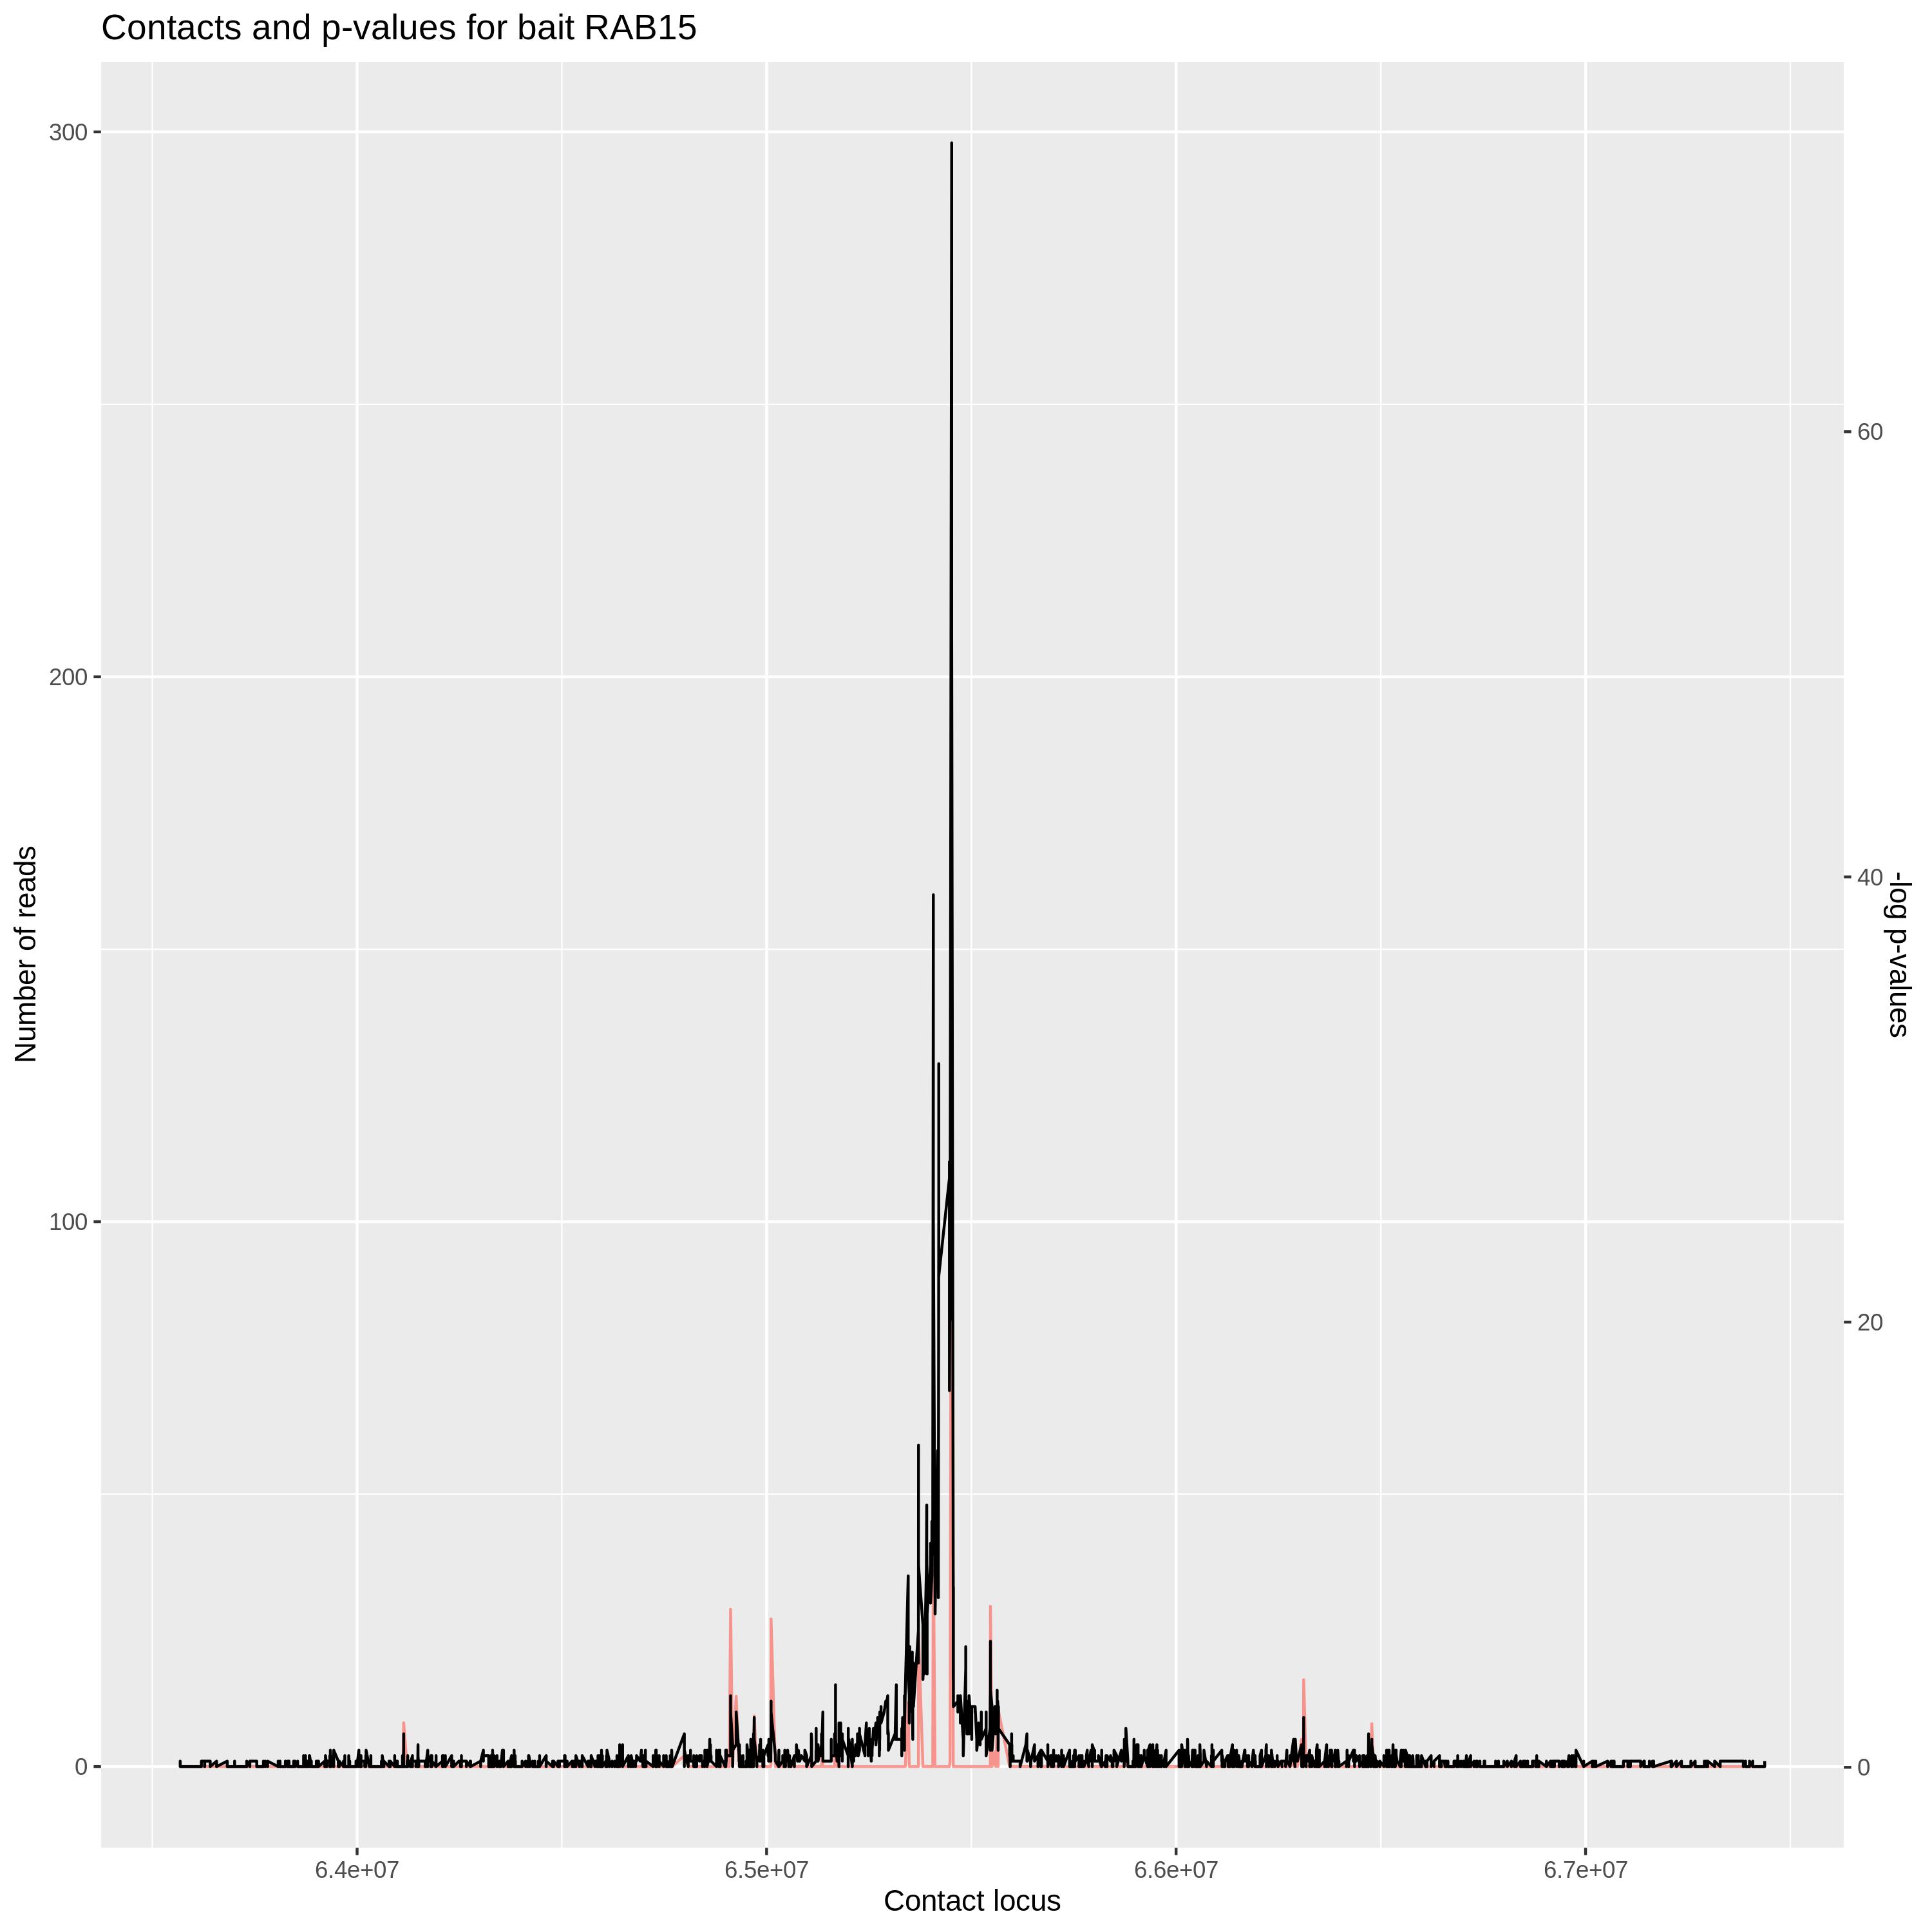 Contacts and p-values for bait RAB15
300
200
100
0
Number of reads
60
40
20
0
-log p-values
6.4e+07
6.5e+07
6.6e+07
6.7e+07
Contact locus